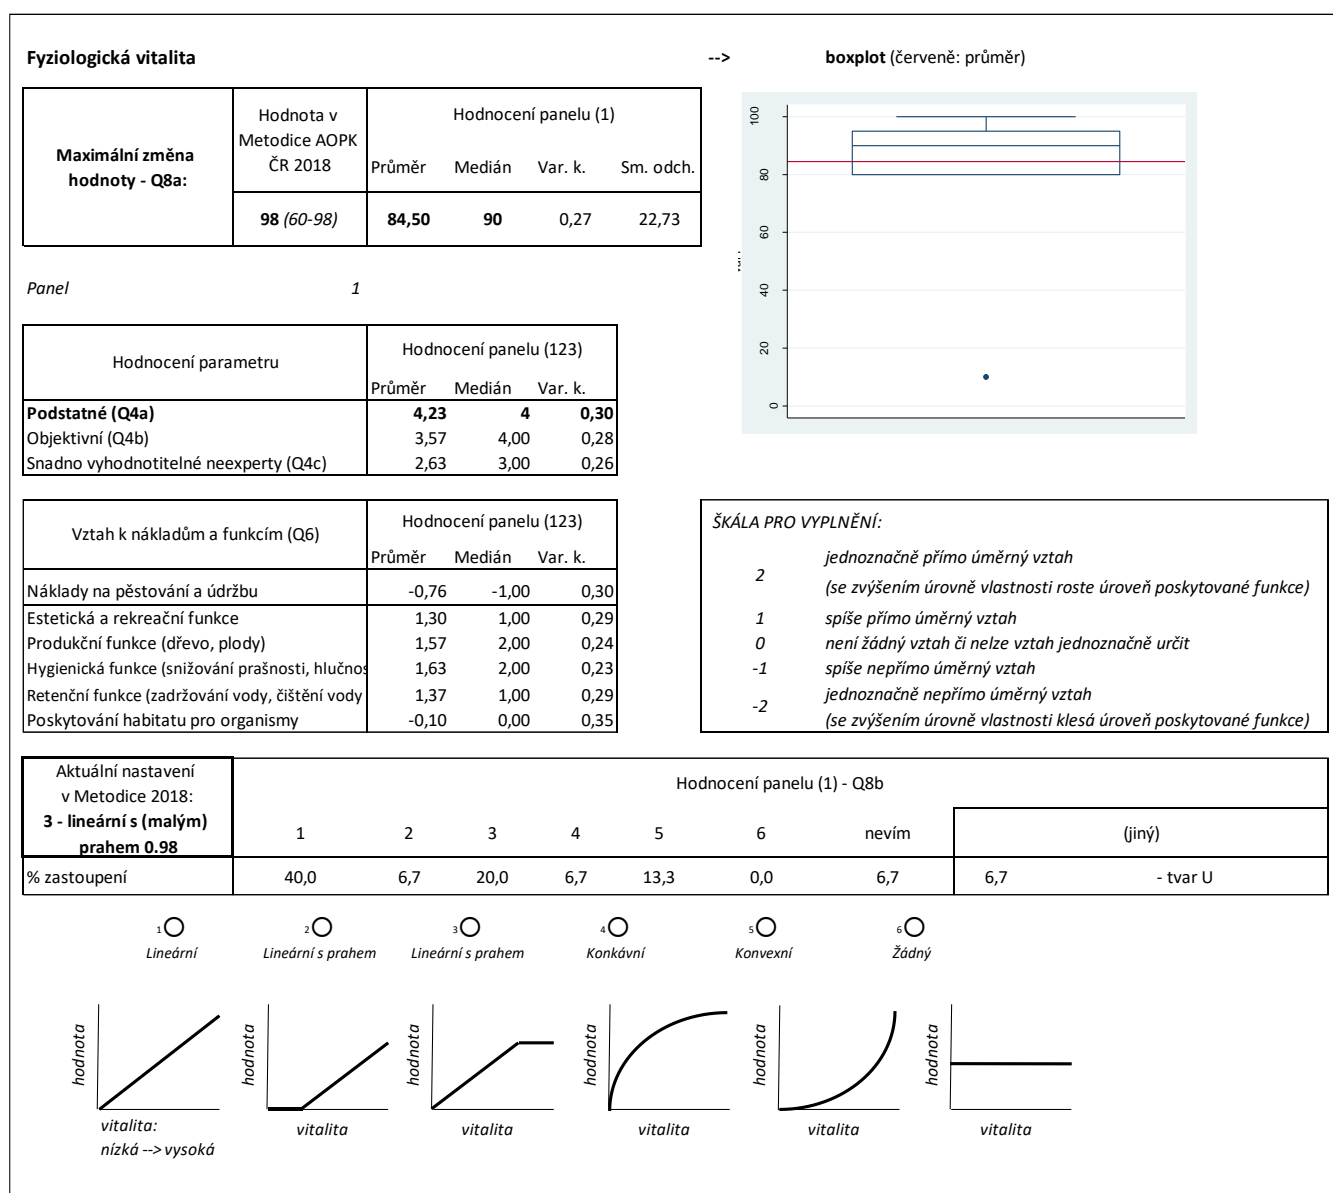 Fyziologická vitalita --> boxplot (červeně: průměr)
Maximální změna hodnoty - Q8a:
Hodnota v Metodice AOPK ČR 2018
Hodnocení panelu (1)
Průměr Medián Var. k. Sm. odch.
98 (60-98) 84,50 90 0,27 22,73
100
80
60
40
20
0
Panel 1
Hodnocení parametru
Hodnocení panelu (123)
Průměr Medián Var. k.
Podstatné (Q4a) 4,23 4 0,30
Objektivní (Q4b) 3,57 4,00 0,28
Snadno vyhodnotitelné neexperty (Q4c) 2,63 3,00 0,26
Vztah k nákladům a funkcím (Q6)
Hodnocení panelu (123)
Průměr Medián Var. k.
Náklady na pěstování a údržbu -0,76 -1,00 0,30
Estetická a rekreační funkce 1,30 1,00 0,29
Produkční funkce (dřevo, plody) 1,57 2,00 0,24
Hygienická funkce (snižování prašnosti, hlučnos 1,63 2,00 0,23
Retenční funkce (zadržování vody, čištění vody 1,37 1,00 0,29
Poskytování habitatu pro organismy -0,10 0,00 0,35
ŠKÁLA PRO VYPLNĚNÍ:
2 jednoznačně přímo úměrný vztah
(se zvýšením úrovně vlastnosti roste úroveň poskytované funkce)
1 spíše přímo úměrný vztah
0 není žádný vztah či nelze vztah jednoznačně určit
-1 spíše nepřímo úměrný vztah
-2 jednoznačně nepřímo úměrný vztah
(se zvýšením úrovně vlastnosti klesá úroveň poskytované funkce)
Aktuální nastavení
v Metodice 2018:
3 - lineární s (malým)
prahem 0.98
Hodnocení panelu (1) - Q8b
1 2 3 4 5 6 nevím (jiný)
% zastoupení 40,0 6,7 20,0 6,7 13,3 0,0 6,7 6,7 - tvar U
1 2 3 4 5 6
Lineární Lineární s prahem Lineární s prahem Konkávní Konvexní Žádný
hodnota hodnota hodnota hodnota hodnota hodnota
vitalita: vitalita vitalita vitalita vitalita vitalita
nízká --> vysoká